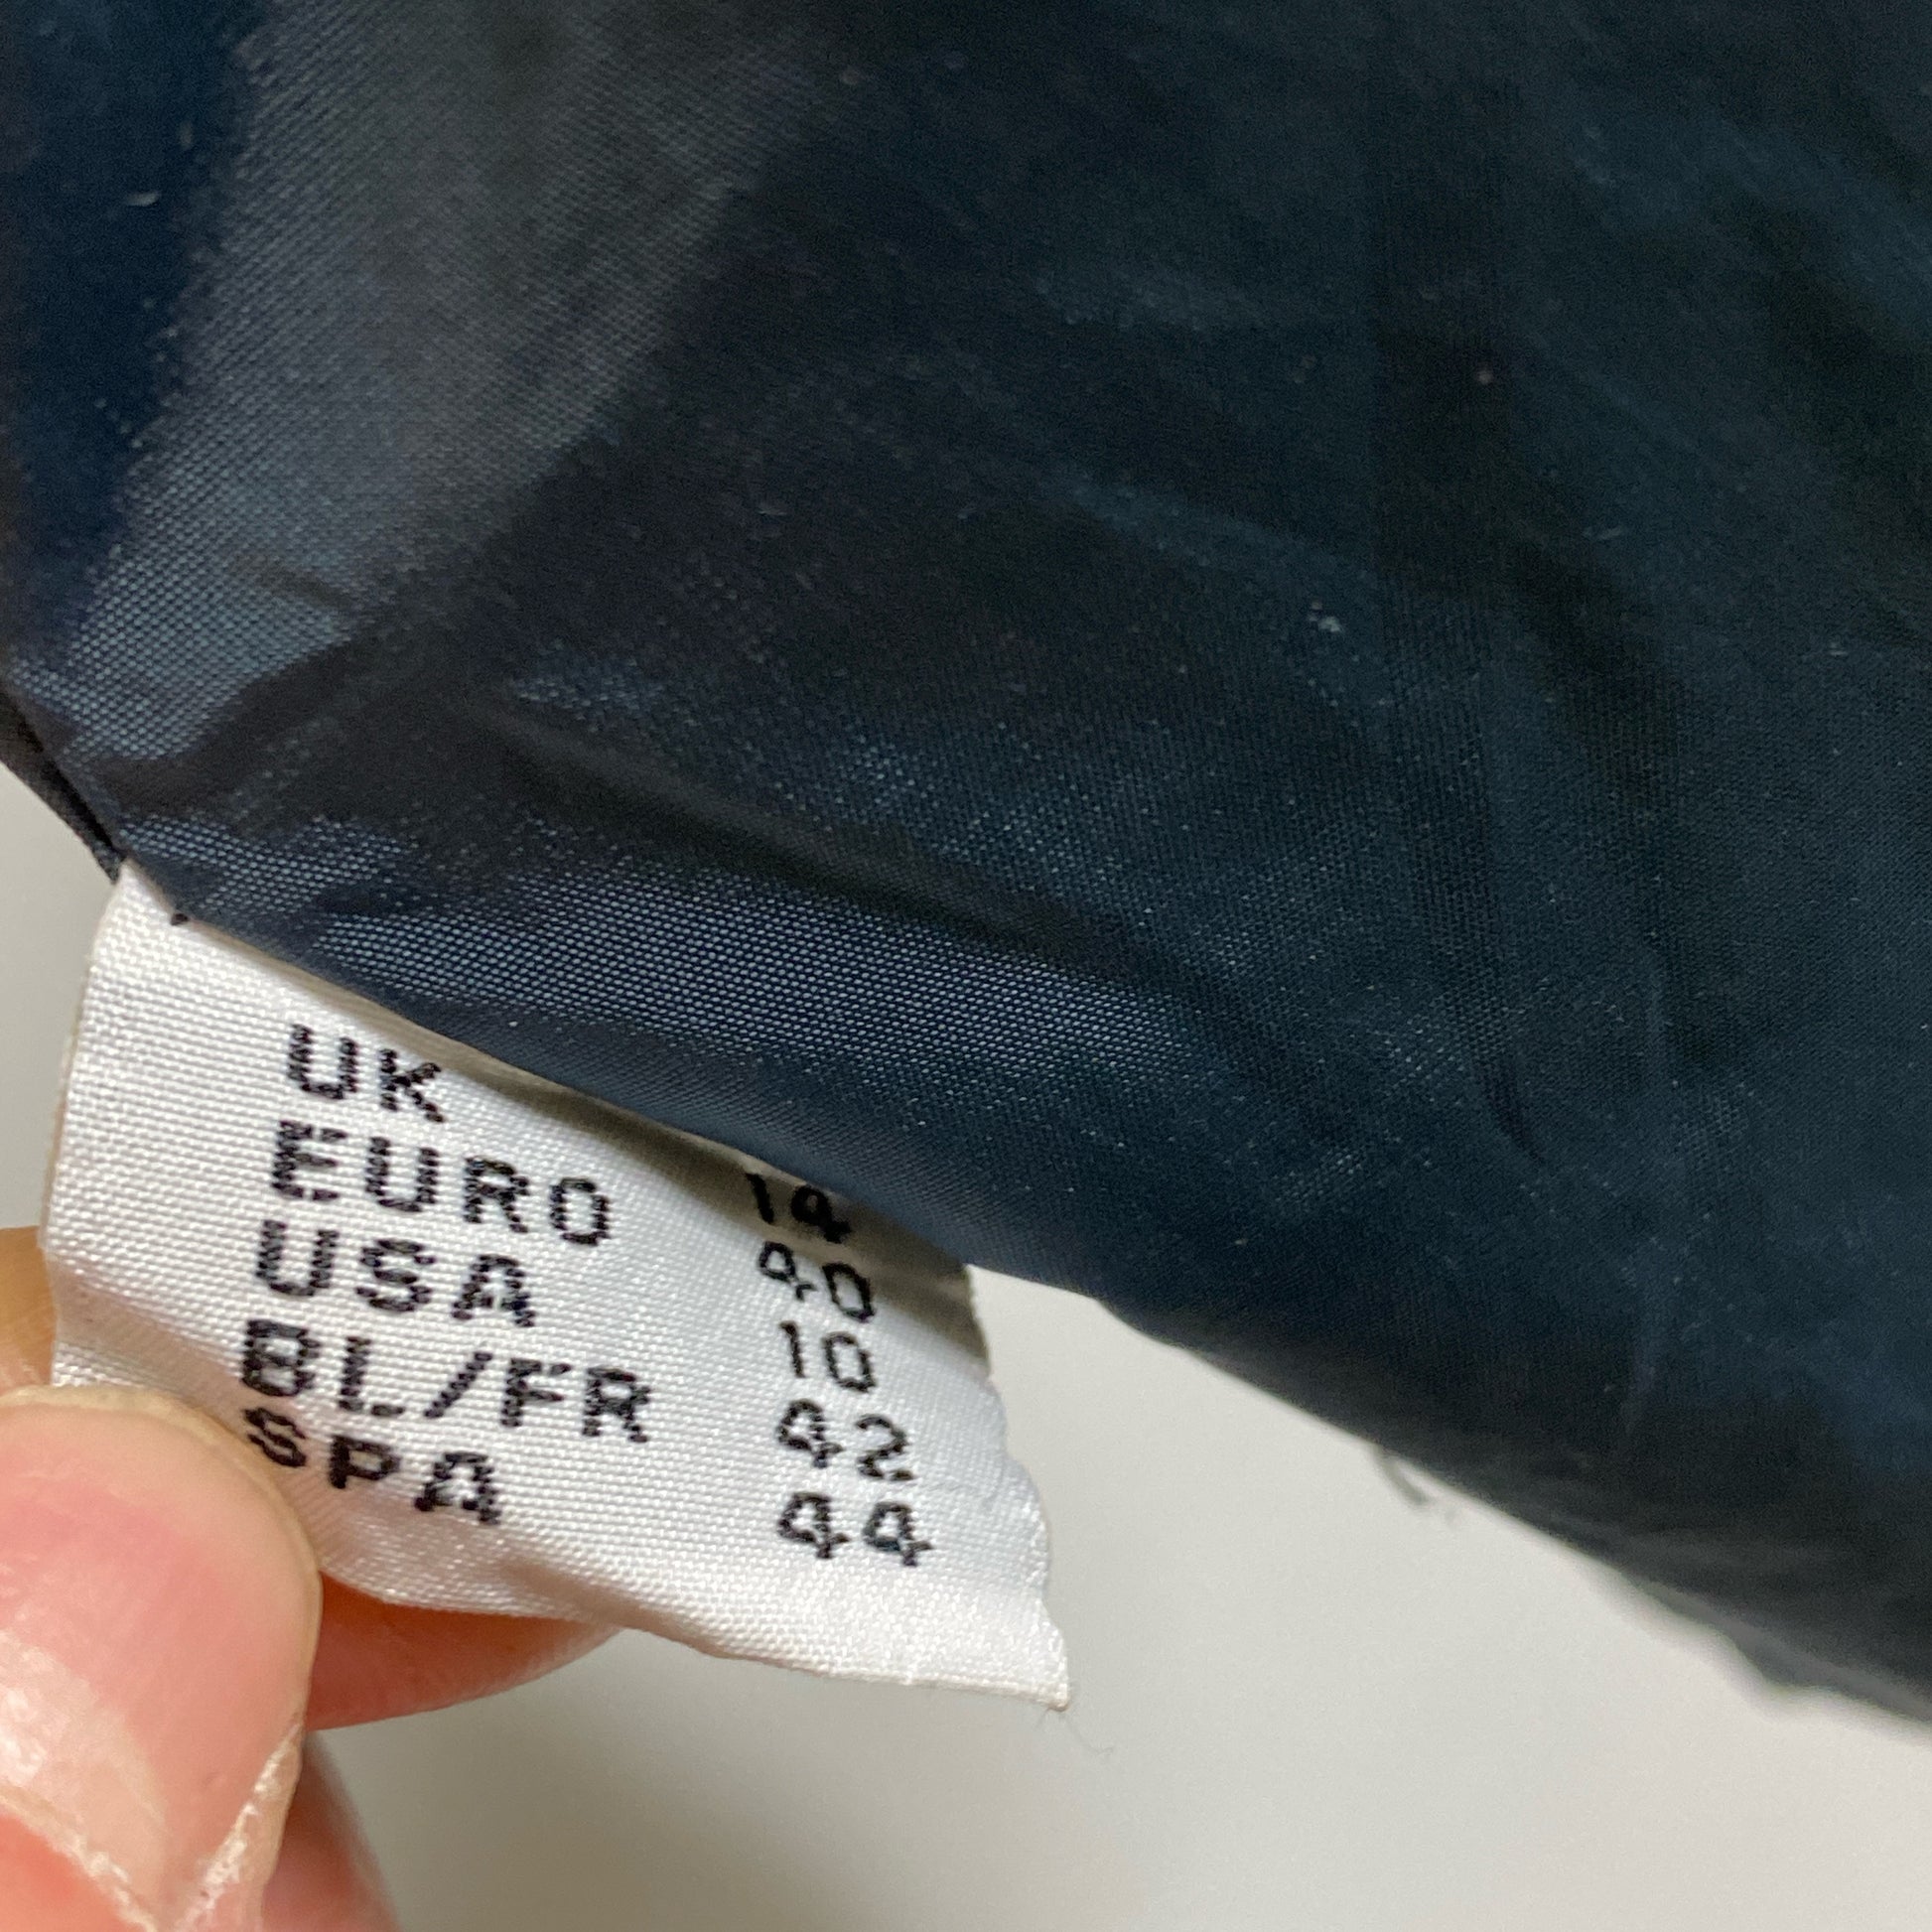 UK 14
EURO 40
USA 10
BL/FR 42
SPA 44